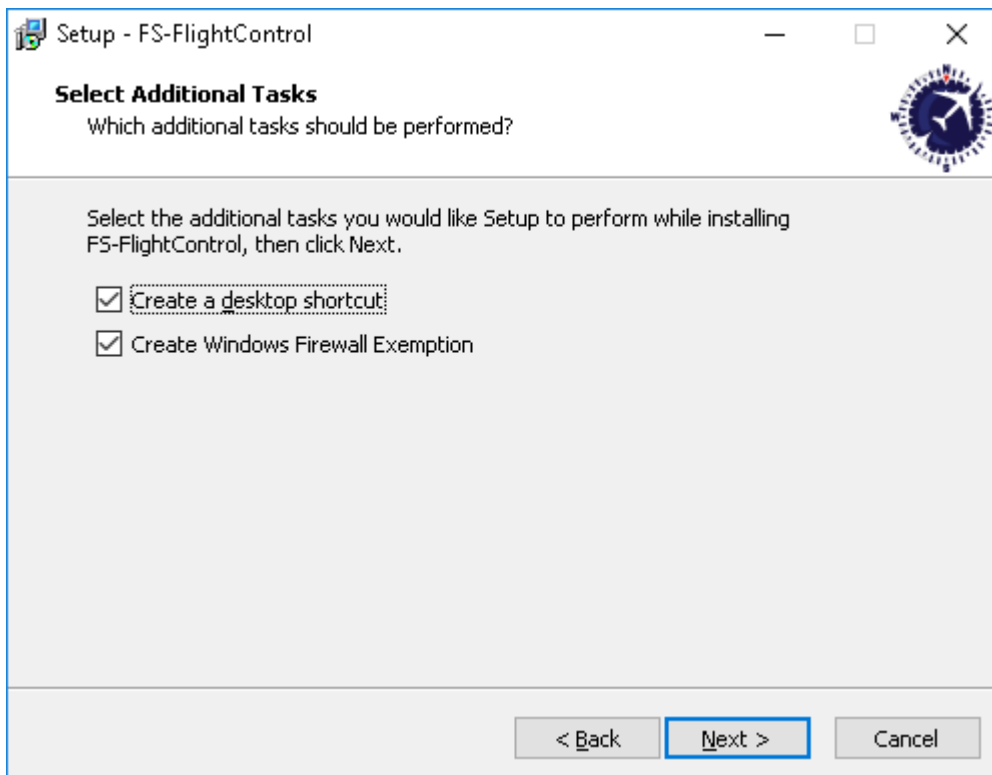 Setup - FS-FlightControl
Select Additional Tasks
Which additional tasks should be performed?
N
W
S
Select the additional tasks you would like Setup to perform while installing
FS-FlightControl, then click Next.
Create a desktop shortcut
Create Windows Firewall Exemption
< Back
Next >
Cancel